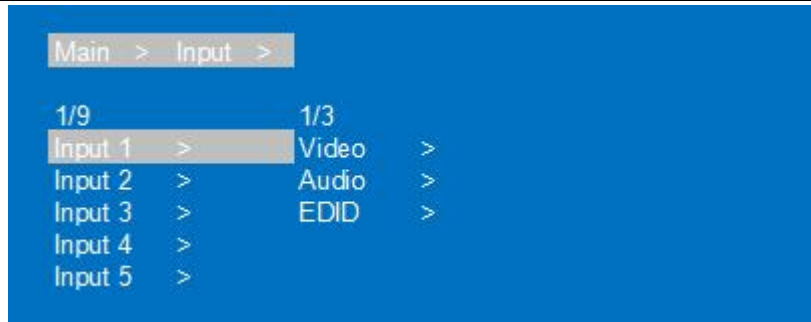 Main > Input >
1/9 1/3
Input 1 > Video >
Input 2 > Audio >
Input 3 > EDID >
Input 4 >
Input 5 >